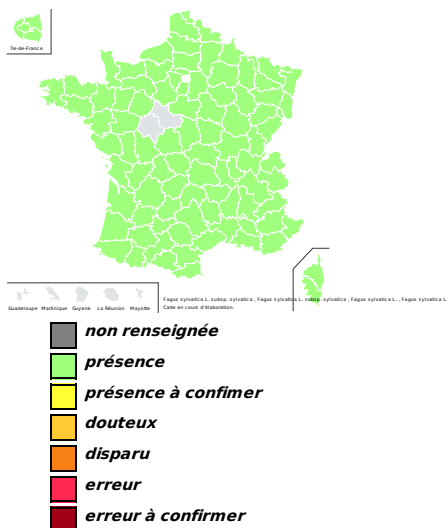 Île-de-France
Guadeloupe Martinique Guyane La Réunion Mayotte
Fagus sylvatica L. subsp. sylvatica , Fagus sylvatica L. subsp. sylvatica , Fagus sylvatica L. , Fagus sylvatica L
Carte en cours d'élaboration.
non renseignée
présence
présence à confimer
douteux
disparu
erreur
erreur à confirmer